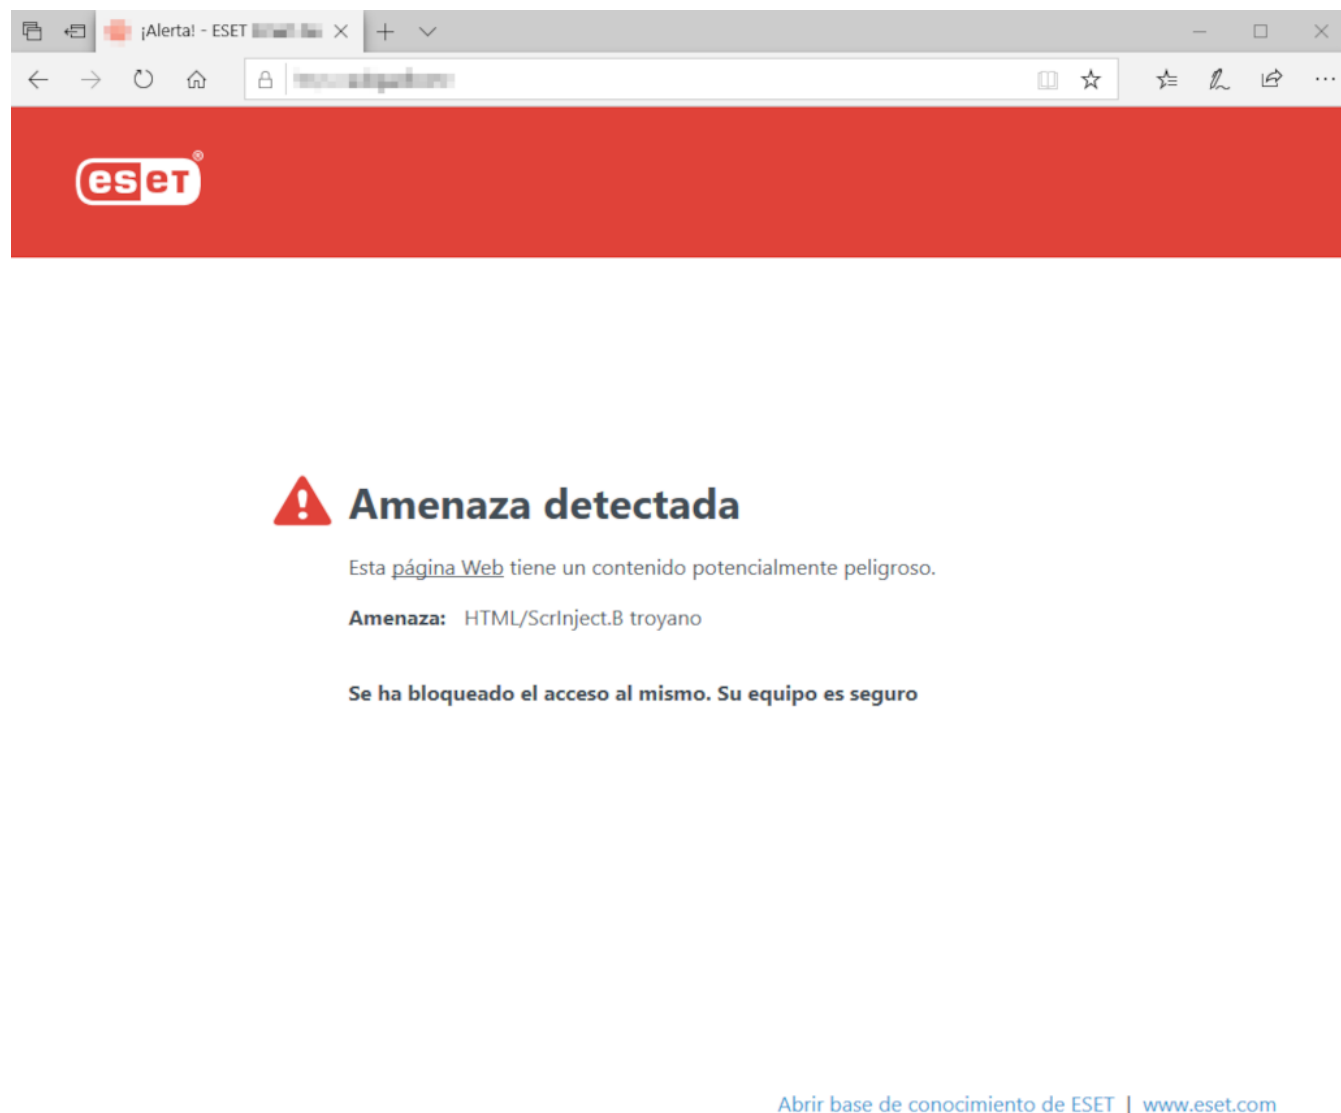 ¡Alerta! - ESET
eset®
Amenaza detectada
Esta página Web tiene un contenido potencialmente peligroso.
Amenaza: HTML/ScrInject.B troyano
Se ha bloqueado el acceso al mismo. Su equipo es seguro
Abrir base de conocimiento de ESET | www.eset.com